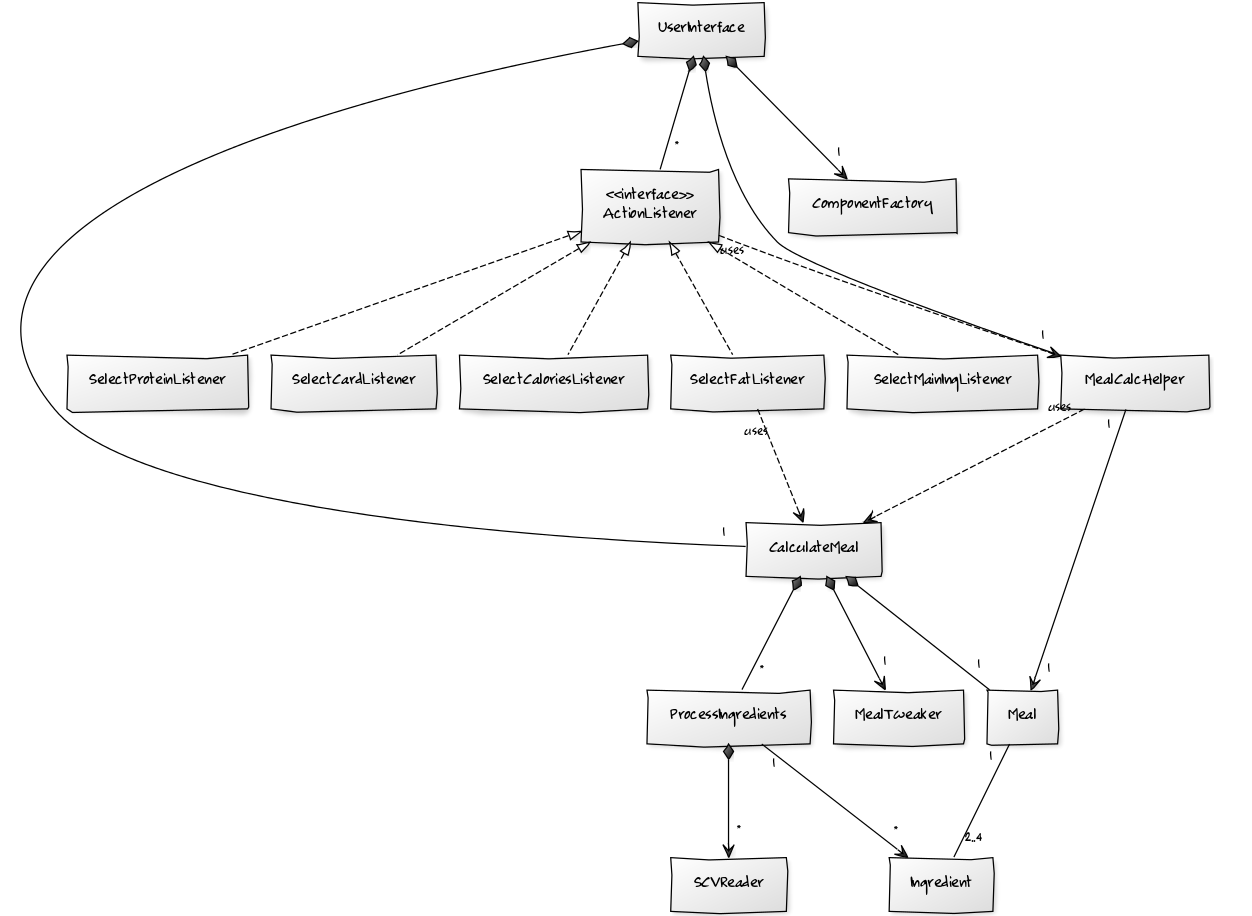 UserInterface
*
1
<<interface>>
ActionListener
ComponentFactory
uses
1
SelectProteinListener
SelectCardListener
SelectCaloriesListener
SelectFatListener
SelectMainIngListener
MealCalcHelper
uses
1
uses
1
CalculateMeal
*
1
1
1
ProcessIngredients
MealTweaker
Meal
1
1
*
*
2..4
SCVReader
Ingredient